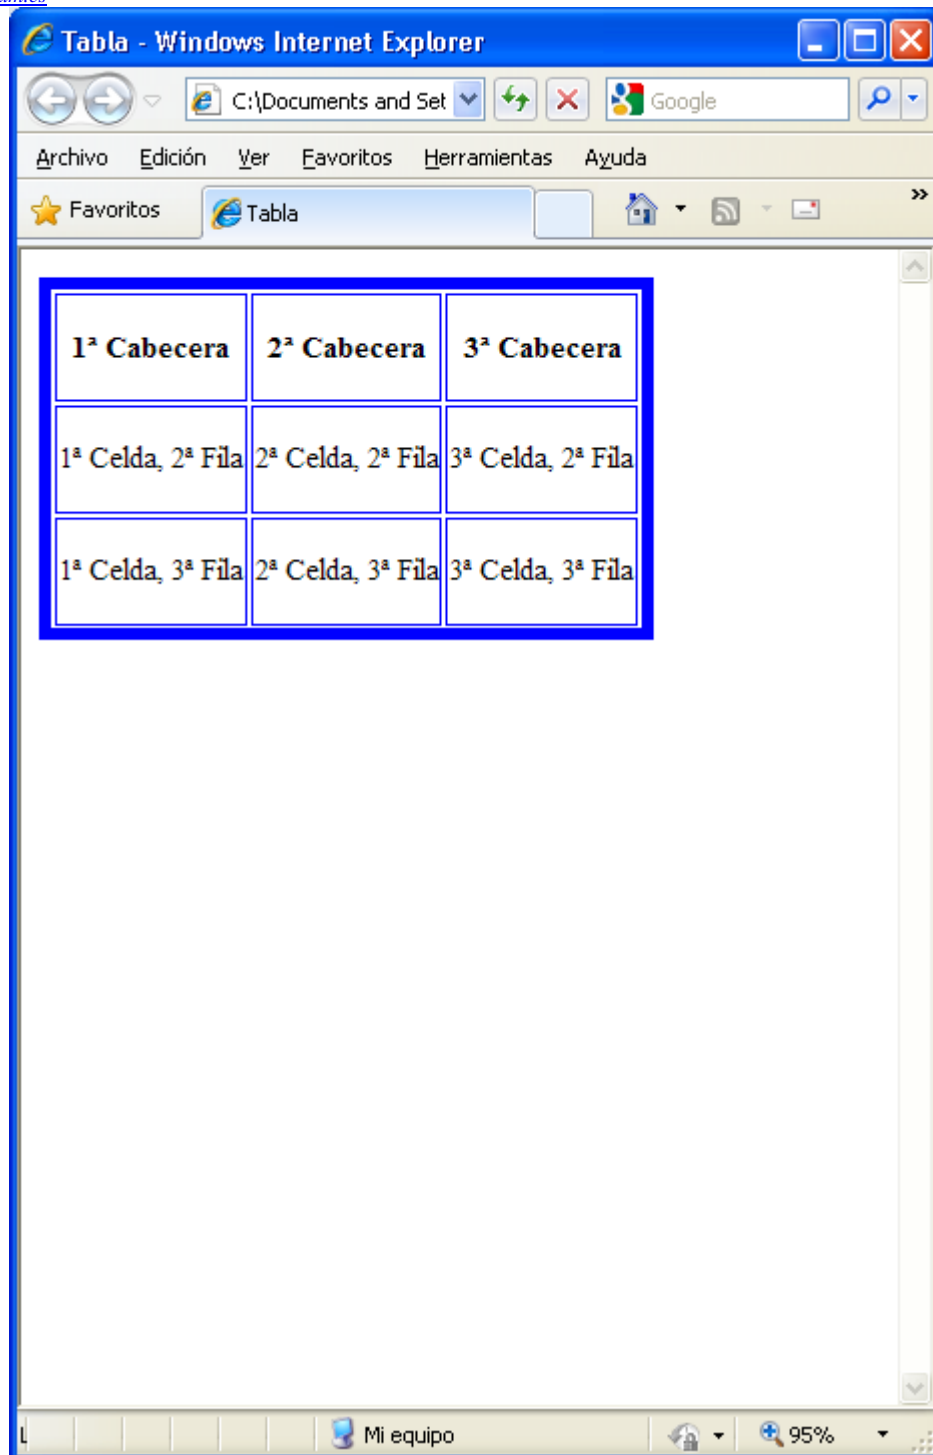 Tabla - Windows Internet Explorer
C:\Documents and Set
Google
Archivo Edición Ver Favoritos Herramientas Ayuda
Favoritos Tabla »
1ª Cabecera 2ª Cabecera 3ª Cabecera
1ª Celda, 2ª Fila 2ª Celda, 2ª Fila 3ª Celda, 2ª Fila
1ª Celda, 3ª Fila 2ª Celda, 3ª Fila 3ª Celda, 3ª Fila
Mi equipo 95%